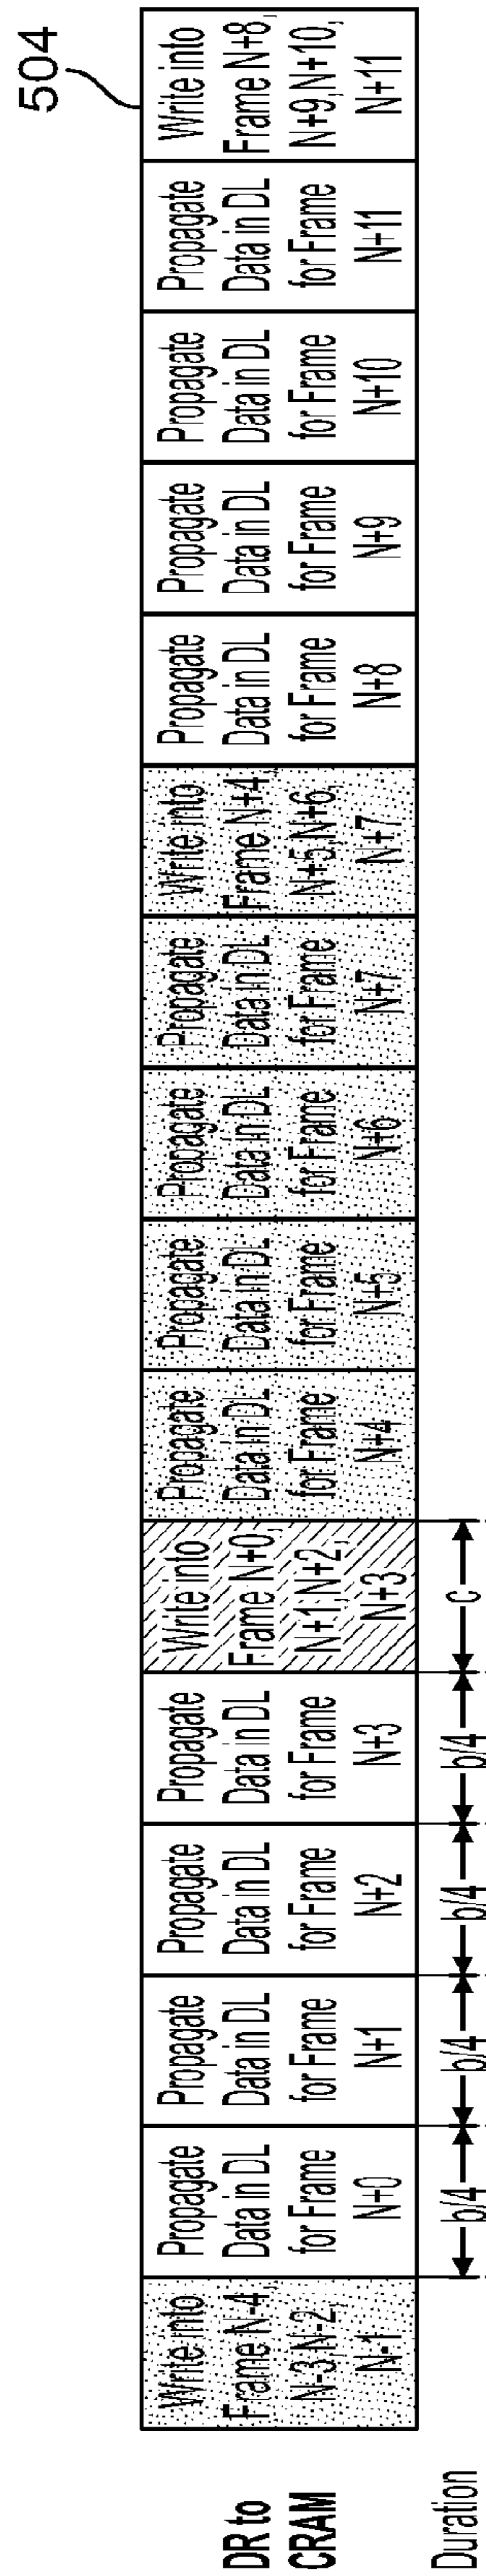 504
DR to
CRAM
Write into
Frame N-4,
N-3,N-2,
N-1
Propagate
Data in DL
for Frame
N+0
Propagate
Data in DL
for Frame
N+1
Propagate
Data in DL
for Frame
N+2
Propagate
Data in DL
for Frame
N+3
Write into
Frame N+0,
N+1,N+2,
N+3
Propagate
Data in DL
for Frame
N+4
Propagate
Data in DL
for Frame
N+5
Propagate
Data in DL
for Frame
N+6
Propagate
Data in DL
for Frame
N+7
Write into
Frame N+4,
N+5,N+6,
N+7
Propagate
Data in DL
for Frame
N+8
Propagate
Data in DL
for Frame
N+9
Propagate
Data in DL
for Frame
N+10
Propagate
Data in DL
for Frame
N+11
Write into
Frame N+8,
N+9,N+10,
N+11
Duration
b/4
b/4
b/4
b/4
c